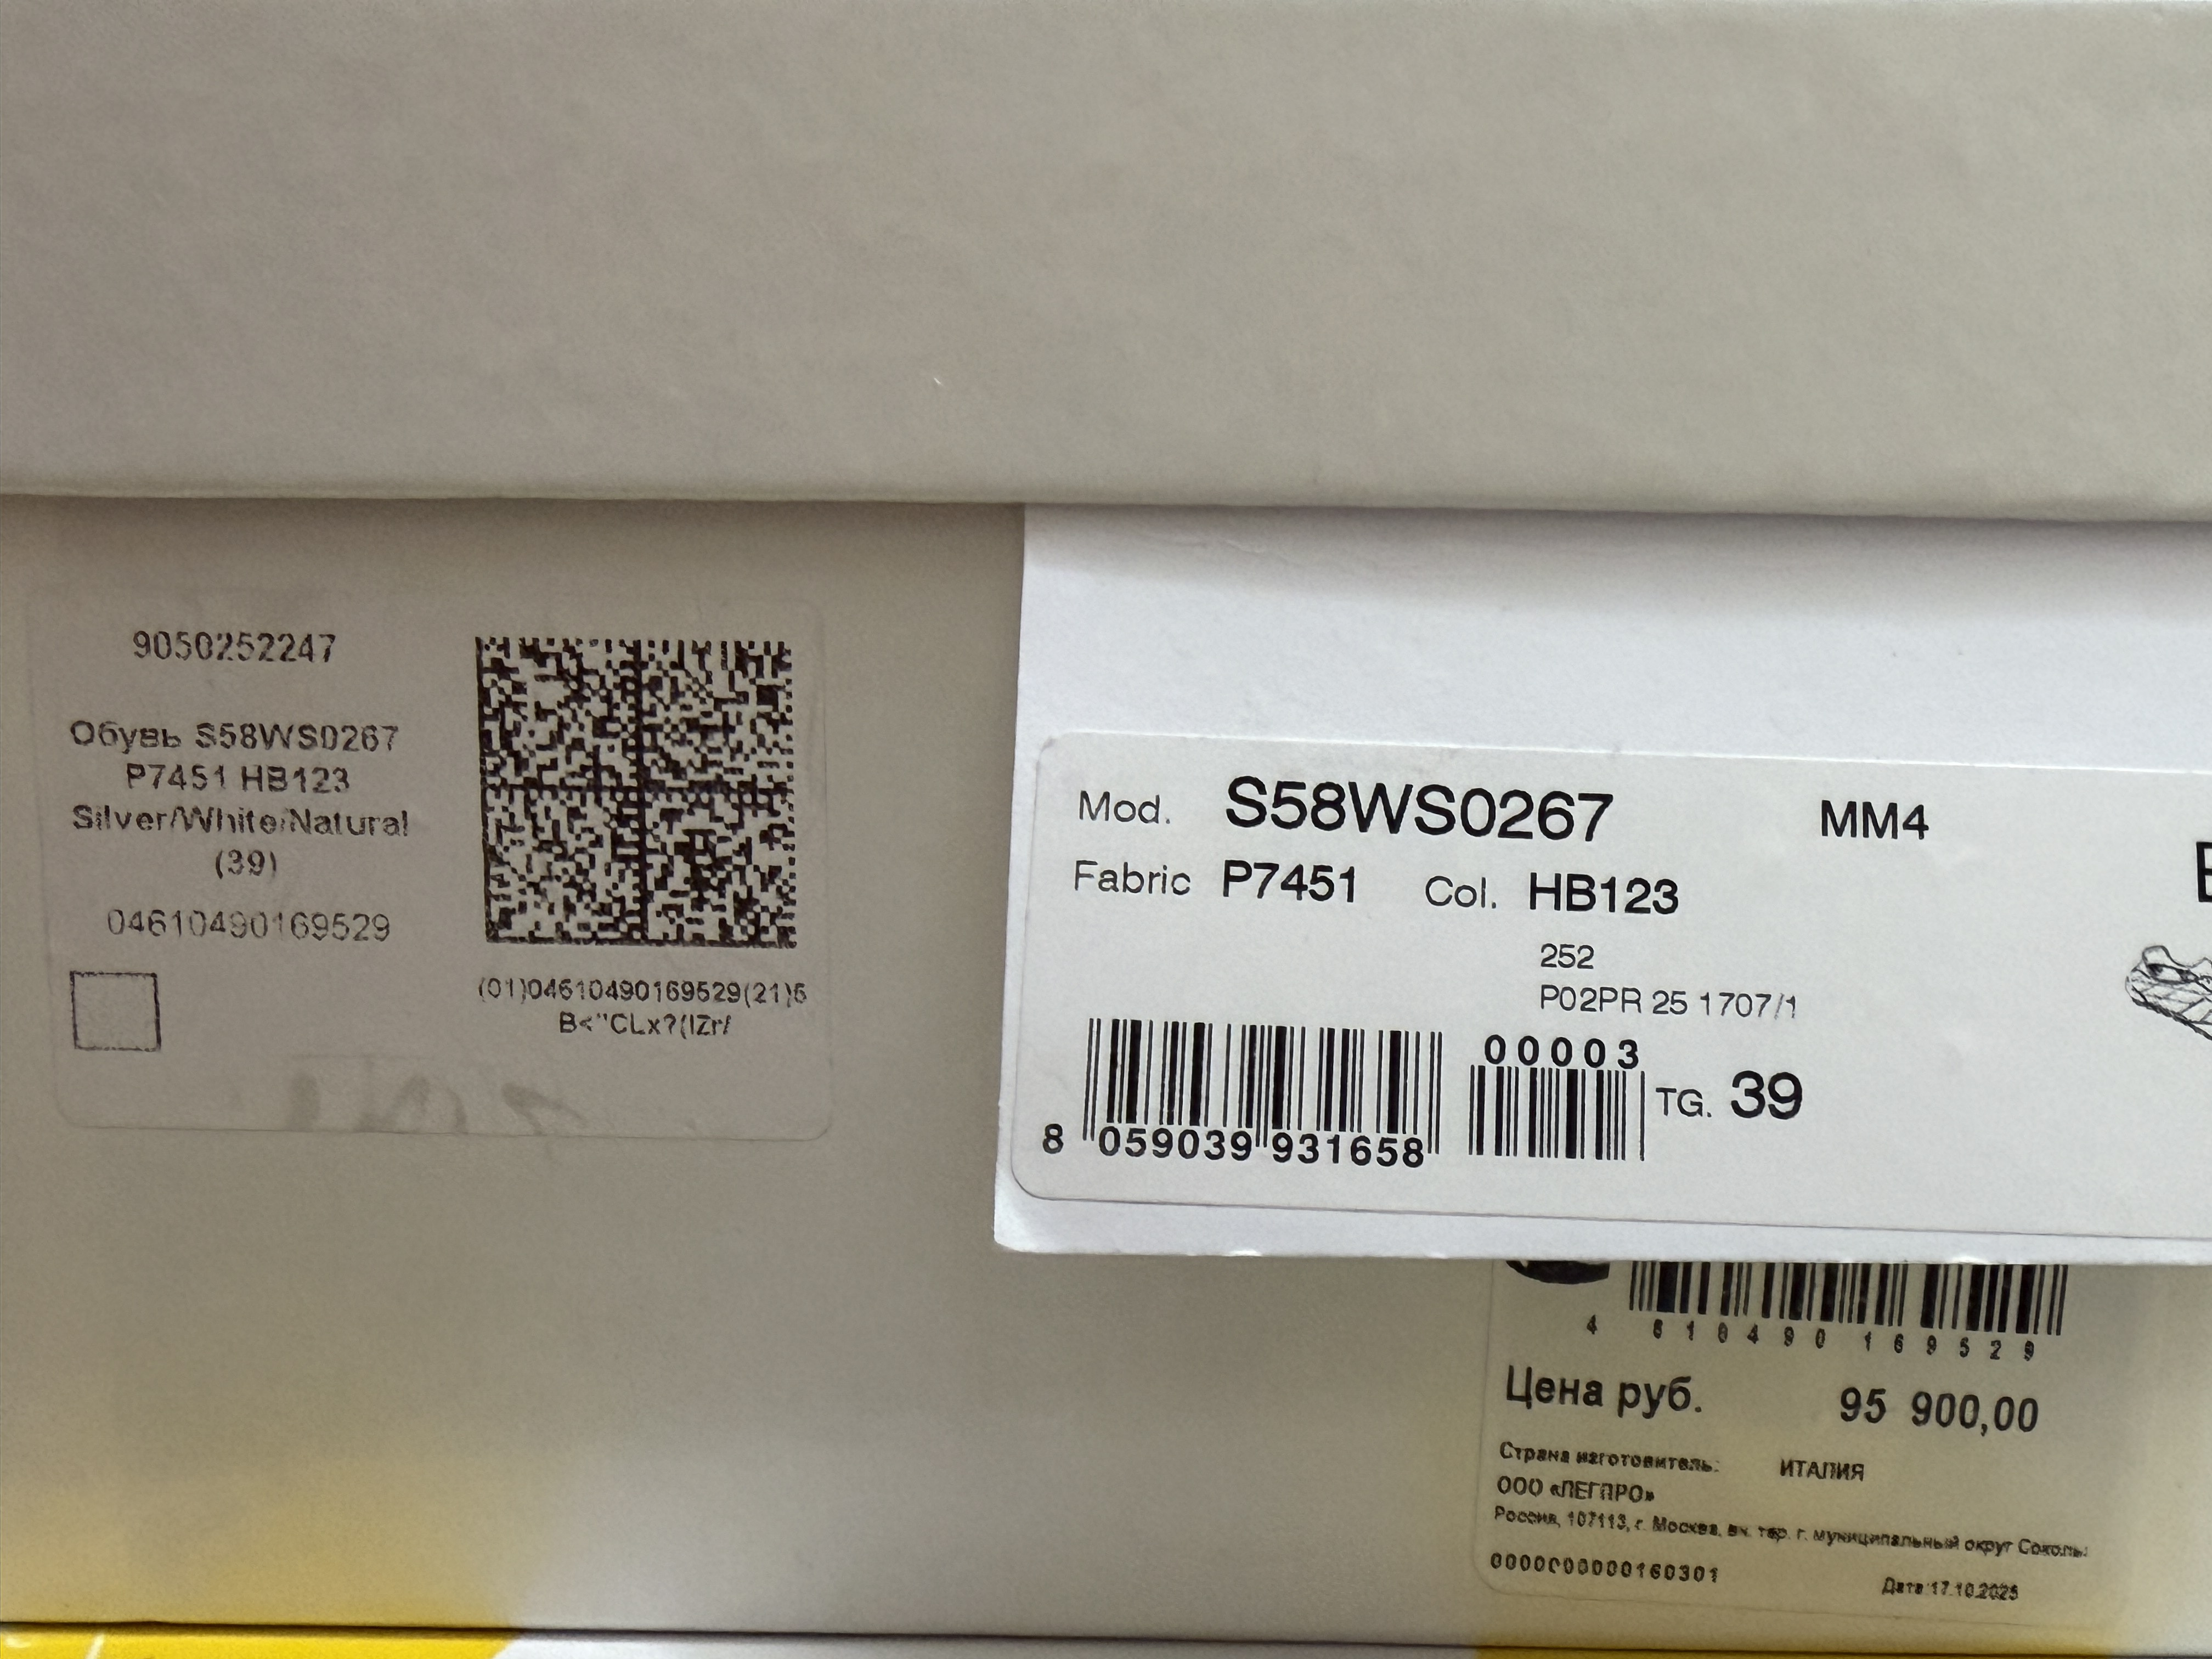 9050252247
Обувь S58WS0267
P7451 HB123
Silver/White/Natural
(39)
04610490169529
(01)04610490169529(21)6
B<"CLx?(IZr/
Mod. S58WS0267 MM4
Fabric P7451 Col. HB123
252
P02PR 25 1707/1
00003
TG. 39
8 059039 931658
4 610490 169529
Цена руб. 95 900,00
Страна изготовитель: ИТАЛИЯ
ООО «ЛЕГПРО»
Россия, 107113, г. Москва, вн. тер. г. муниципальный округ Соколь
0000000000160301
Дата:17.10.2025